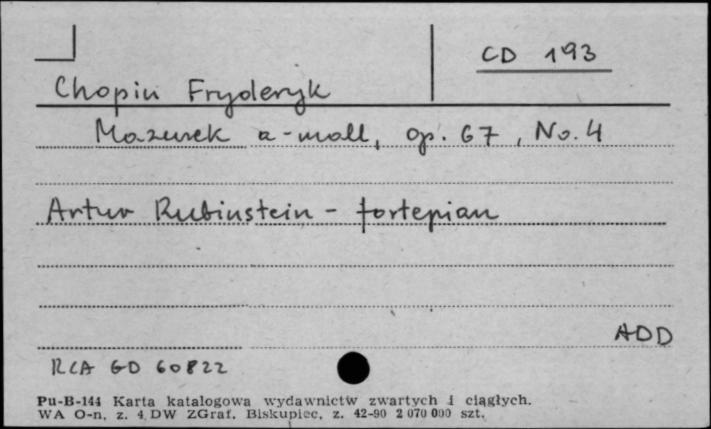 CD 193
Chopin Fryderyk
Mazurek a-moll, op. 67, No. 4
Artur Rubinstein - fortepian
ADD
RCA GD 60822
Pu-B-144 Karta katalogowa wydawnictw zwartych i ciągłych.
WA O-n. z. 4 DW ZGraf. Biskupiec, z. 42-90 2 070 000 szt.